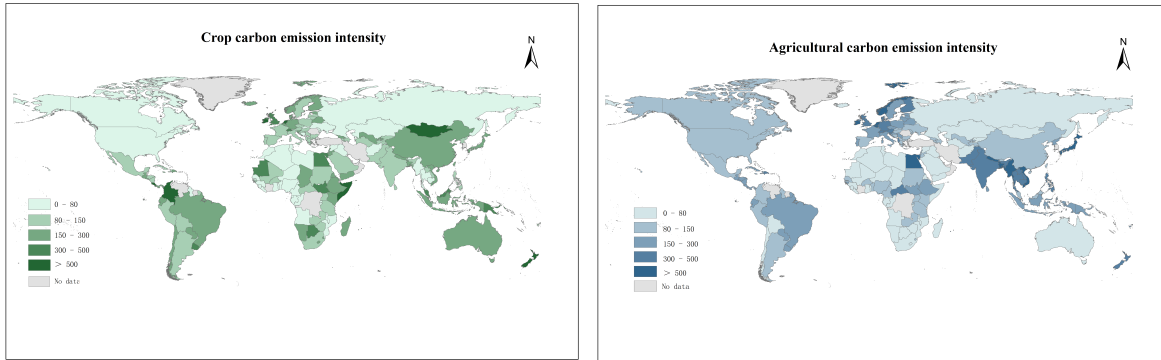 Crop carbon emission intensity
N
0 - 80
80 - 150
150 - 300
300 - 500
> 500
No data
Agricultural carbon emission intensity
N
0 - 80
80 - 150
150 - 300
300 - 500
> 500
No data